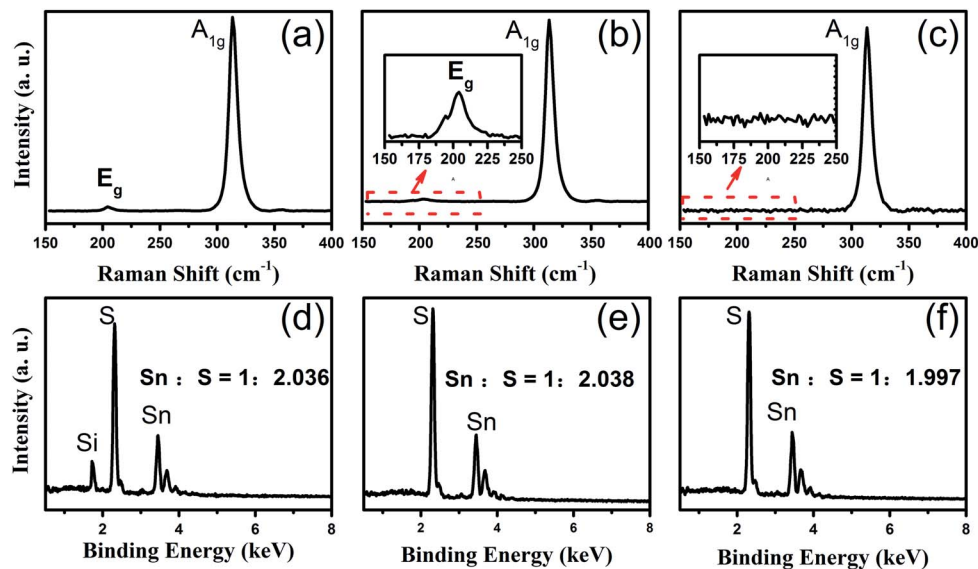 Intensity (a. u.)
A1g
(a)
Eg
150 200 250 300 350 400
Raman Shift (cm-1)
A1g
(b)
Eg
150 175 200 225 250
150 200 250 300 350 400
Raman Shift (cm-1)
A1g
(c)
150 175 200 225 250
150 200 250 300 350 400
Raman Shift (cm-1)
Intensity (a. u.)
(d)
S
Sn : S = 1: 2.036
Sn
Si
2 4 6 8
Binding Energy (keV)
(e)
S
Sn : S = 1: 2.038
Sn
2 4 6 8
Binding Energy (keV)
(f)
S
Sn : S = 1: 1.997
Sn
2 4 6 8
Binding Energy (keV)